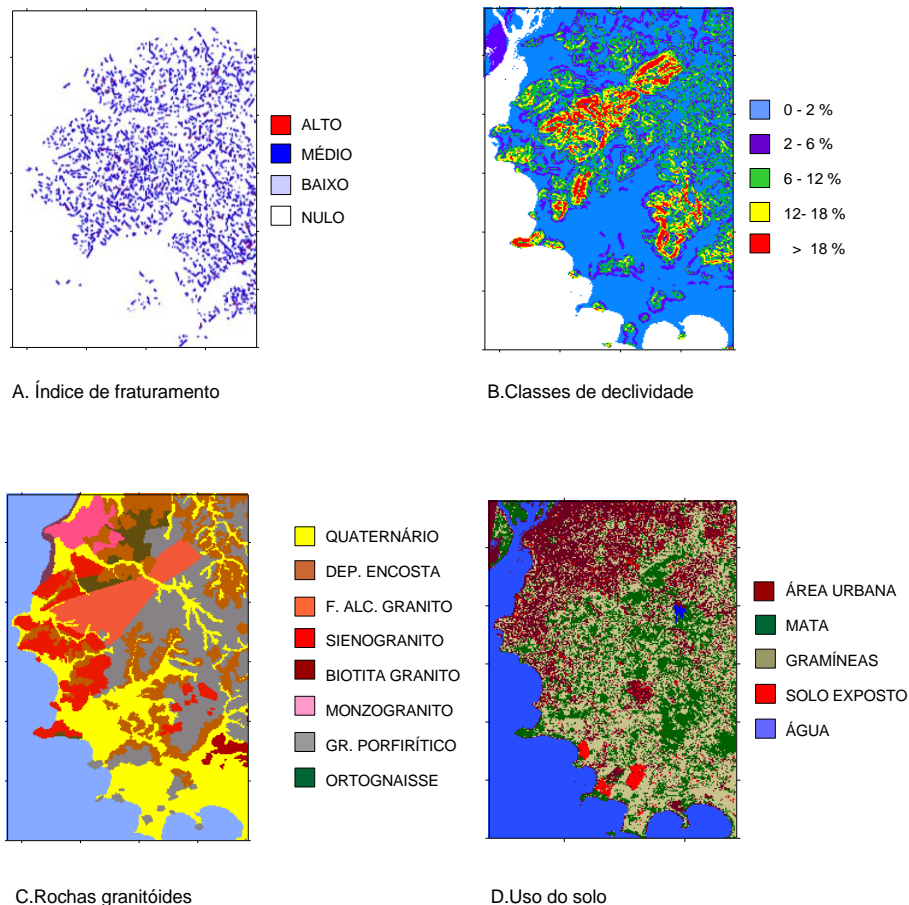 ALTO
MÉDIO
BAIXO
NULO
A. Índice de fraturamento
0 - 2 %
2 - 6 %
6 - 12 %
12- 18 %
> 18 %
B.Classes de declividade
QUATERNÁRIO
DEP. ENCOSTA
F. ALC. GRANITO
SIENOGRANITO
BIOTITA GRANITO
MONZOGRANITO
GR. PORFIRÍTICO
ORTOGNAISSE
C.Rochas granitóides
ÁREA URBANA
MATA
GRAMÍNEAS
SOLO EXPOSTO
ÁGUA
D.Uso do solo